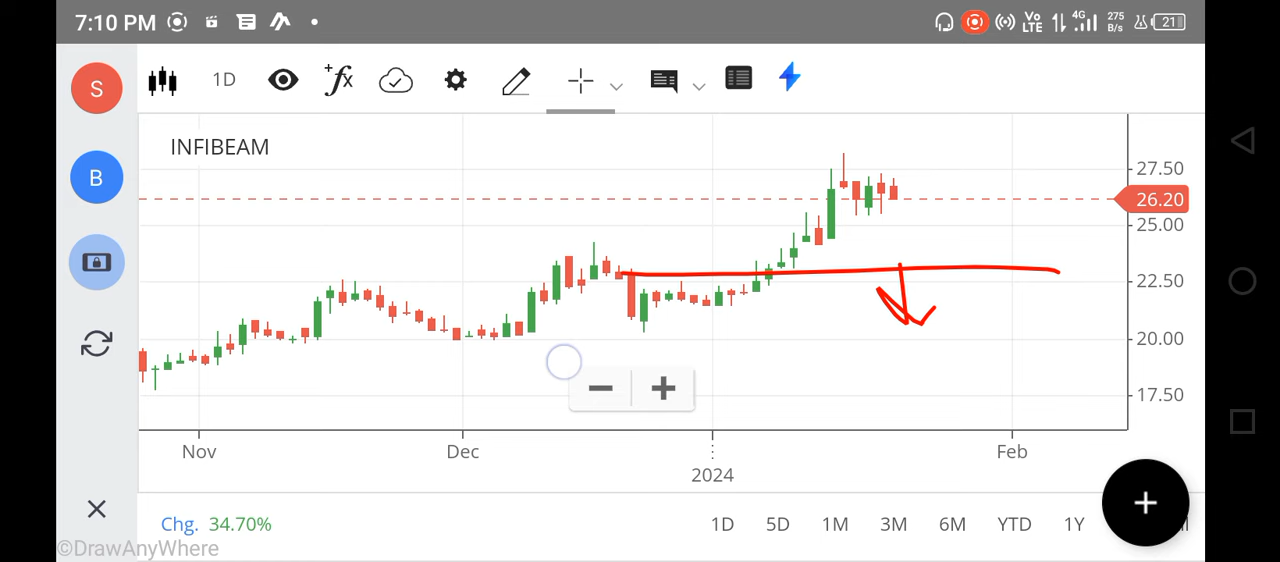 7:10 PM Vo LTE 4G 275 B/s 21
S 1D fx
INFIBEAM
B
27.50
26.20
25.00
22.50
20.00
17.50
Nov Dec 2024 Feb
Chg. 34.70% 1D 5D 1M 3M 6M YTD 1Y
©DrawAnyWhere